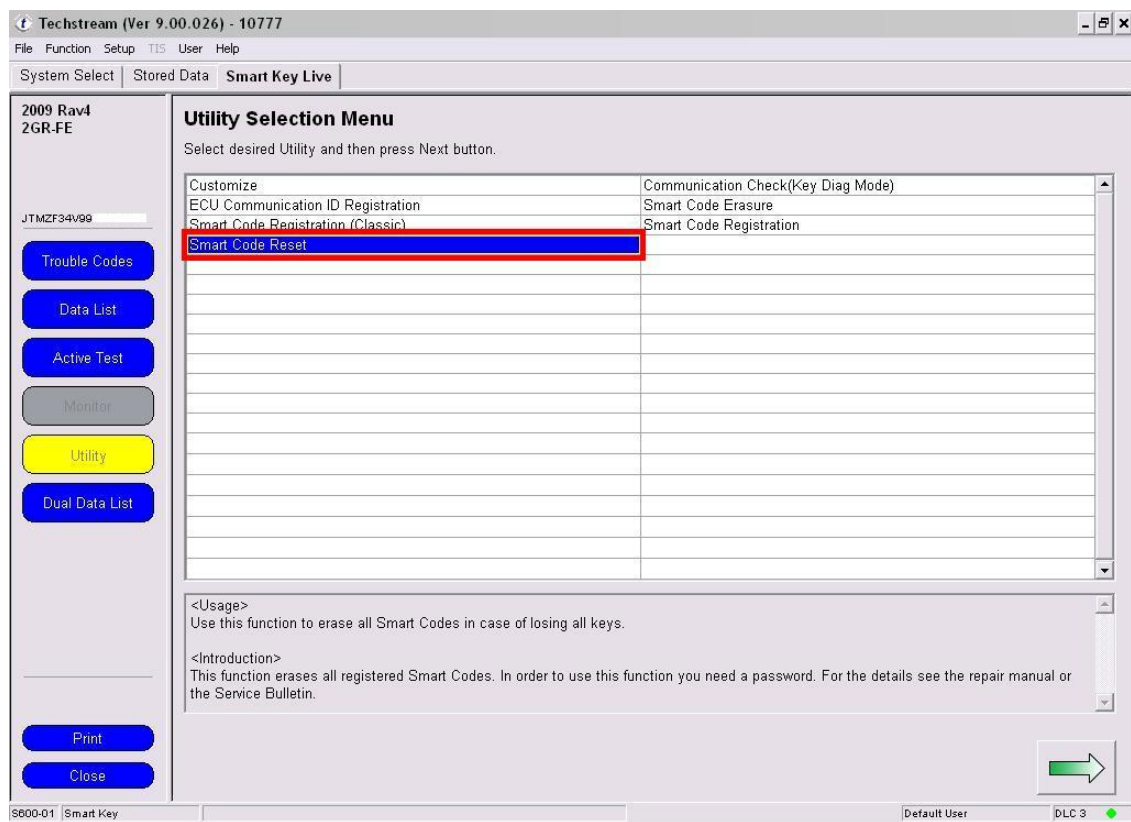 Techstream (Ver 9.00.026) - 10777
File Function Setup TIS User Help
System Select Stored Data Smart Key Live
2009 Rav4
2GR-FE
JTMZF34V99
Trouble Codes
Data List
Active Test
Monitor
Utility
Dual Data List
Print
Close
Utility Selection Menu
Select desired Utility and then press Next button.
Customize Communication Check(Key Diag Mode)
ECU Communication ID Registration Smart Code Erasure
Smart Code Registration (Classic) Smart Code Registration
Smart Code Reset
<Usage>
Use this function to erase all Smart Codes in case of losing all keys.
<Introduction>
This function erases all registered Smart Codes. In order to use this function you need a password. For the details see the repair manual or
the Service Bulletin.
S600-01 Smart Key Default User DLC 3